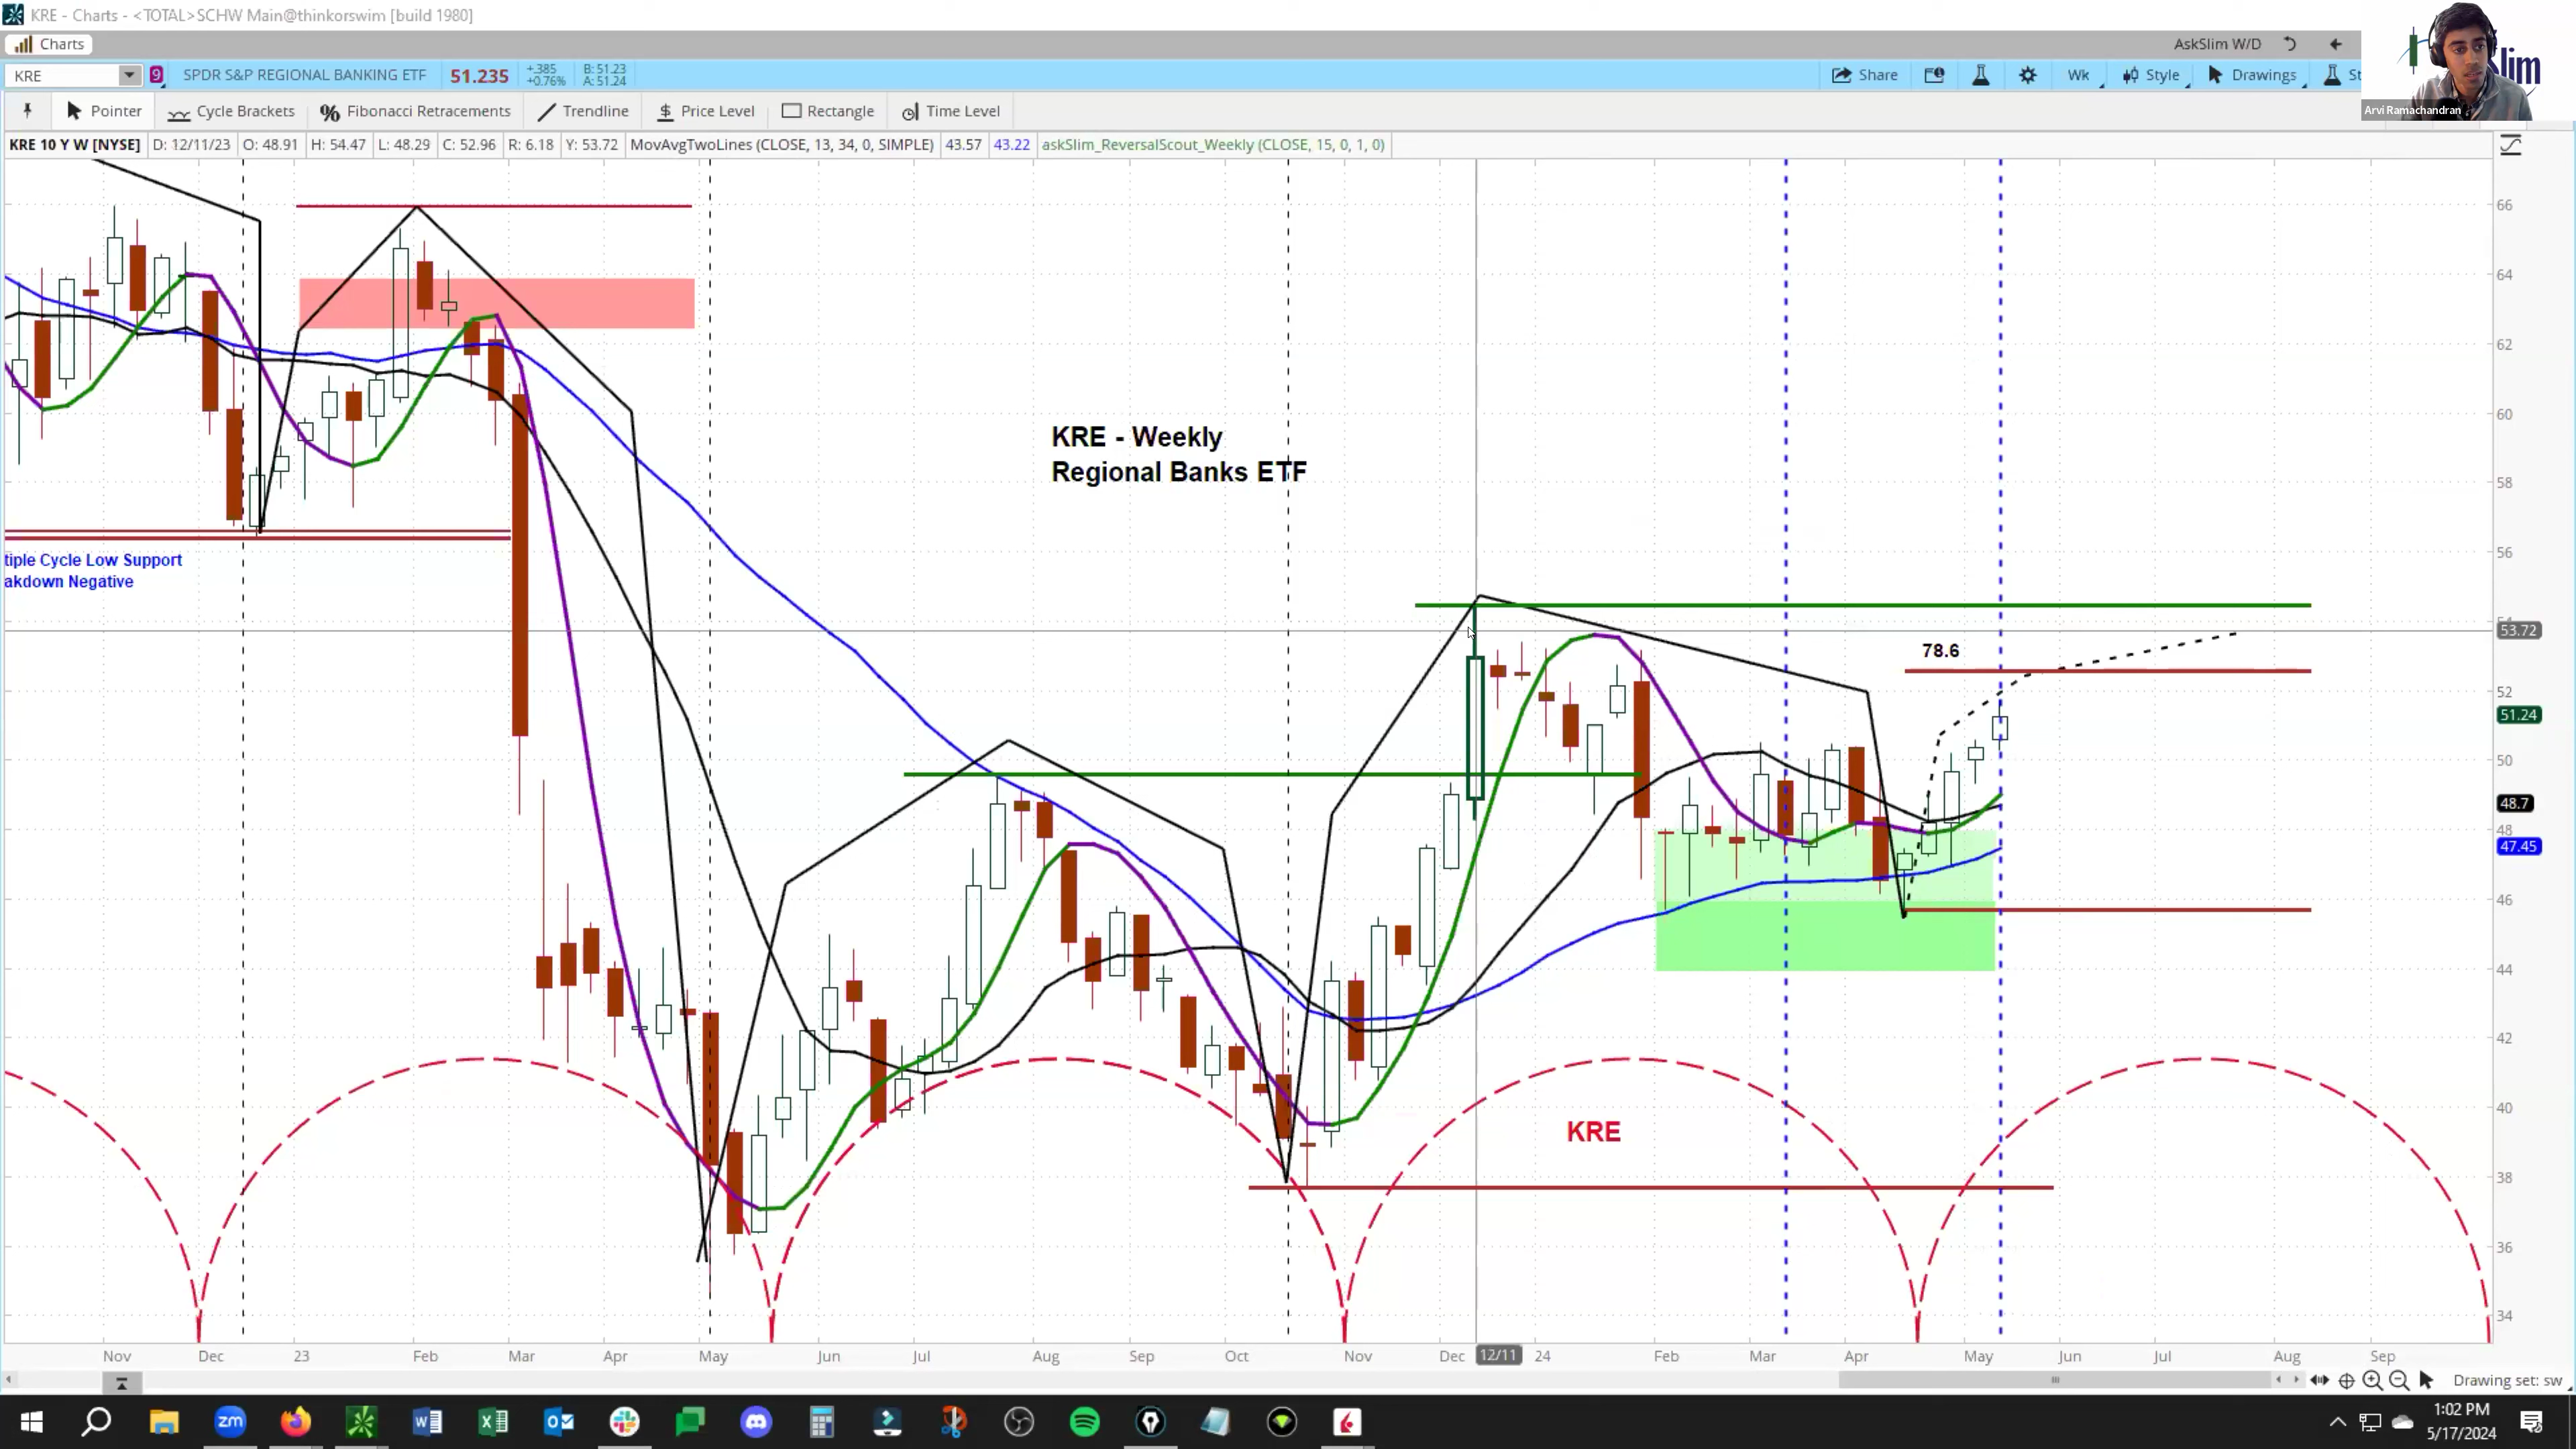 KRE - Charts - <TOTAL>SCHW Main@thinkorswim [build 1980]
Charts
AskSlim W/D
KRE
9
SPDR S&P REGIONAL BANKING ETF
51.235
+.385
+0.76%
B: 51.23
A: 51.24
Share
Wk
Style
Drawings
St
lim
Arvi Ramachandran
Pointer
Cycle Brackets
% Fibonacci Retracements
Trendline
$ Price Level
Rectangle
Time Level
KRE 10 Y W [NYSE]
D: 12/11/23
O: 48.91
H: 54.47
L: 48.29
C: 52.96
R: 6.18
Y: 53.72
MovAvgTwoLines (CLOSE, 13, 34, 0, SIMPLE)
43.57
43.22
askSlim_ReversalScout_Weekly (CLOSE, 15, 0, 1, 0)
66
64
62
60
KRE - Weekly
Regional Banks ETF
58
56
tiple Cycle Low Support
akdown Negative
54
53.72
78.6
52
51.24
50
48.7
48
47.45
46
44
42
40
KRE
38
36
34
Nov
Dec
23
Feb
Mar
Apr
May
Jun
Jul
Aug
Sep
Oct
Nov
Dec
12/11
24
Feb
Mar
Apr
May
Jun
Jul
Aug
Sep
Drawing set: sw
zm
1:02 PM
5/17/2024